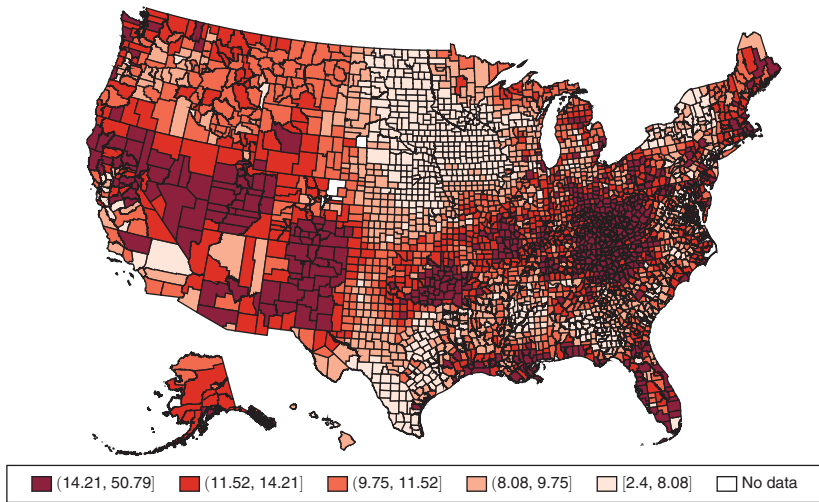 (14.21, 50.79] (11.52, 14.21] (9.75, 11.52] (8.08, 9.75] [2.4, 8.08] No data